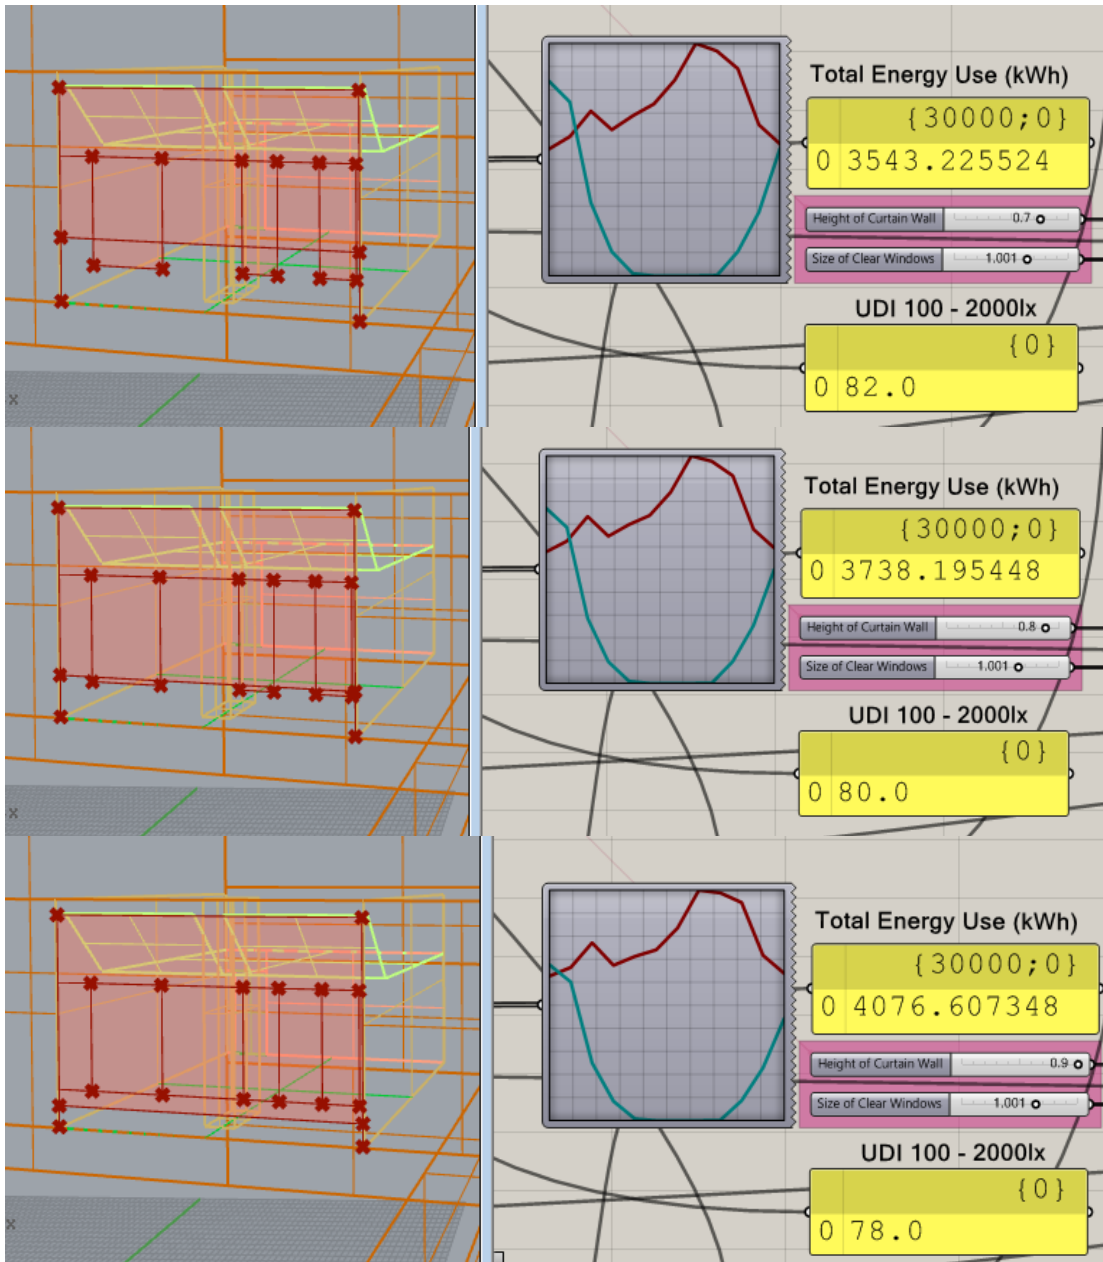 Total Energy Use (kWh)
{30000;0}
0 3543.225524
Height of Curtain Wall 0.7
Size of Clear Windows 1.001
UDI 100 - 2000lx
{0}
0 82.0
x
Total Energy Use (kWh)
{30000;0}
0 3738.195448
Height of Curtain Wall 0.8
Size of Clear Windows 1.001
UDI 100 - 2000lx
{0}
0 80.0
x
Total Energy Use (kWh)
{30000;0}
0 4076.607348
Height of Curtain Wall 0.9
Size of Clear Windows 1.001
UDI 100 - 2000lx
{0}
0 78.0
x